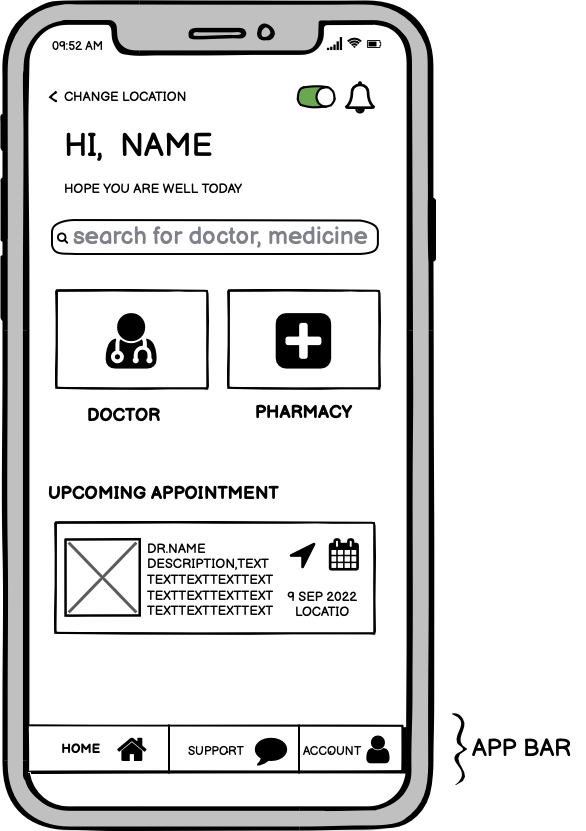 09:52 AM
< CHANGE LOCATION
HI, NAME
HOPE YOU ARE WELL TODAY
search for doctor, medicine
DOCTOR
PHARMACY
UPCOMING APPOINTMENT
DR.NAME
DESCRIPTION,TEXT
TEXTTEXTTEXTTEXT
TEXTTEXTTEXTTEXT
TEXTTEXTTEXTTEXT
9 SEP 2022
LOCATIO
HOME
SUPPORT
ACCOUNT
APP BAR